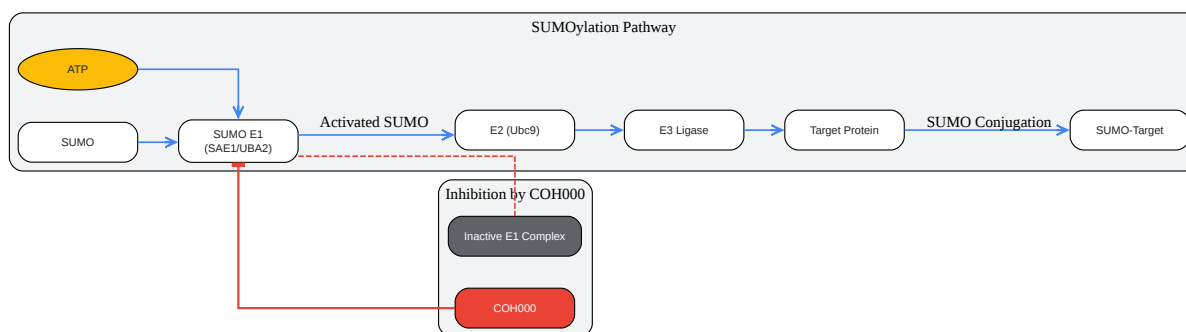 SUMOylation Pathway
ATP
SUMO
SUMO E1
(SAE1/UBA2)
Activated SUMO
E2 (Ubc9)
E3 Ligase
Target Protein
SUMO Conjugation
SUMO-Target
Inhibition by COH000
Inactive E1 Complex
COH000